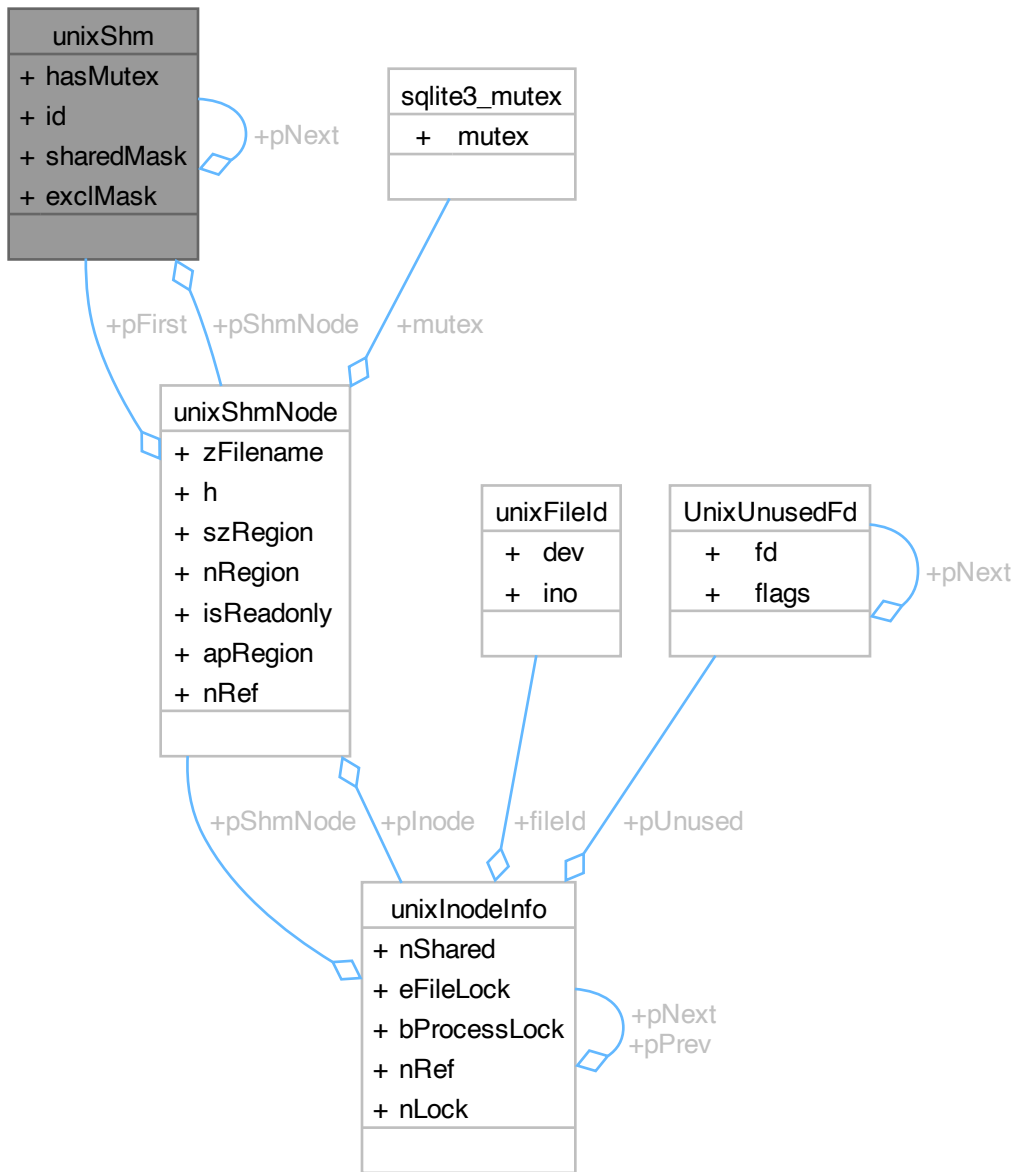 unixShm
+ hasMutex
+ id
+ sharedMask
+ exclMask
+pNext
sqlite3_mutex
+ mutex
+pFirst
+pShmNode
+mutex
unixShmNode
+ zFilename
+ h
+ szRegion
+ nRegion
+ isReadonly
+ apRegion
+ nRef
unixFileId
+ dev
+ ino
UnixUnusedFd
+ fd
+ flags
+pNext
+pShmNode
+pInode
+fileId
+pUnused
unixInodeInfo
+ nShared
+ eFileLock
+ bProcessLock
+ nRef
+ nLock
+pNext
+pPrev